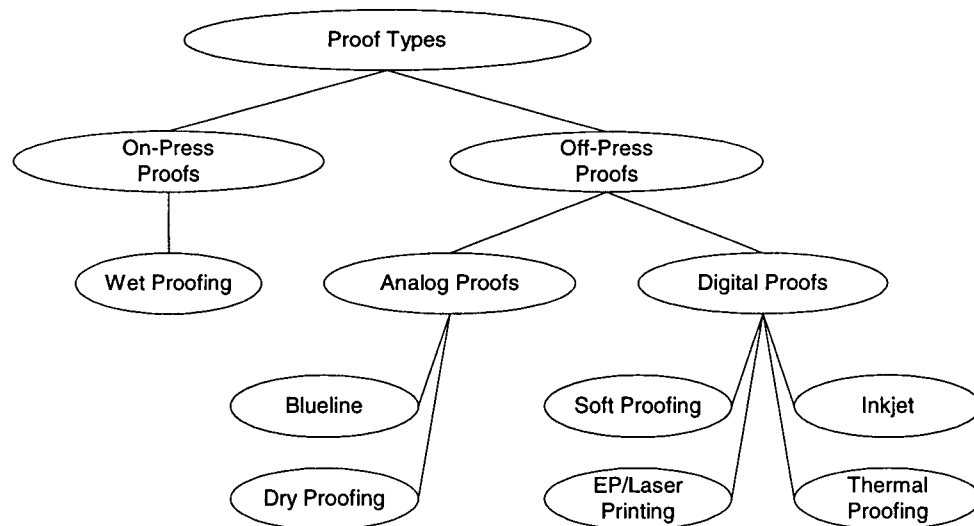 Proof Types
On-Press
Proofs
Off-Press
Proofs
Wet Proofing
Analog Proofs
Digital Proofs
Blueline
Soft Proofing
Inkjet
Dry Proofing
EP/Laser
Printing
Thermal
Proofing